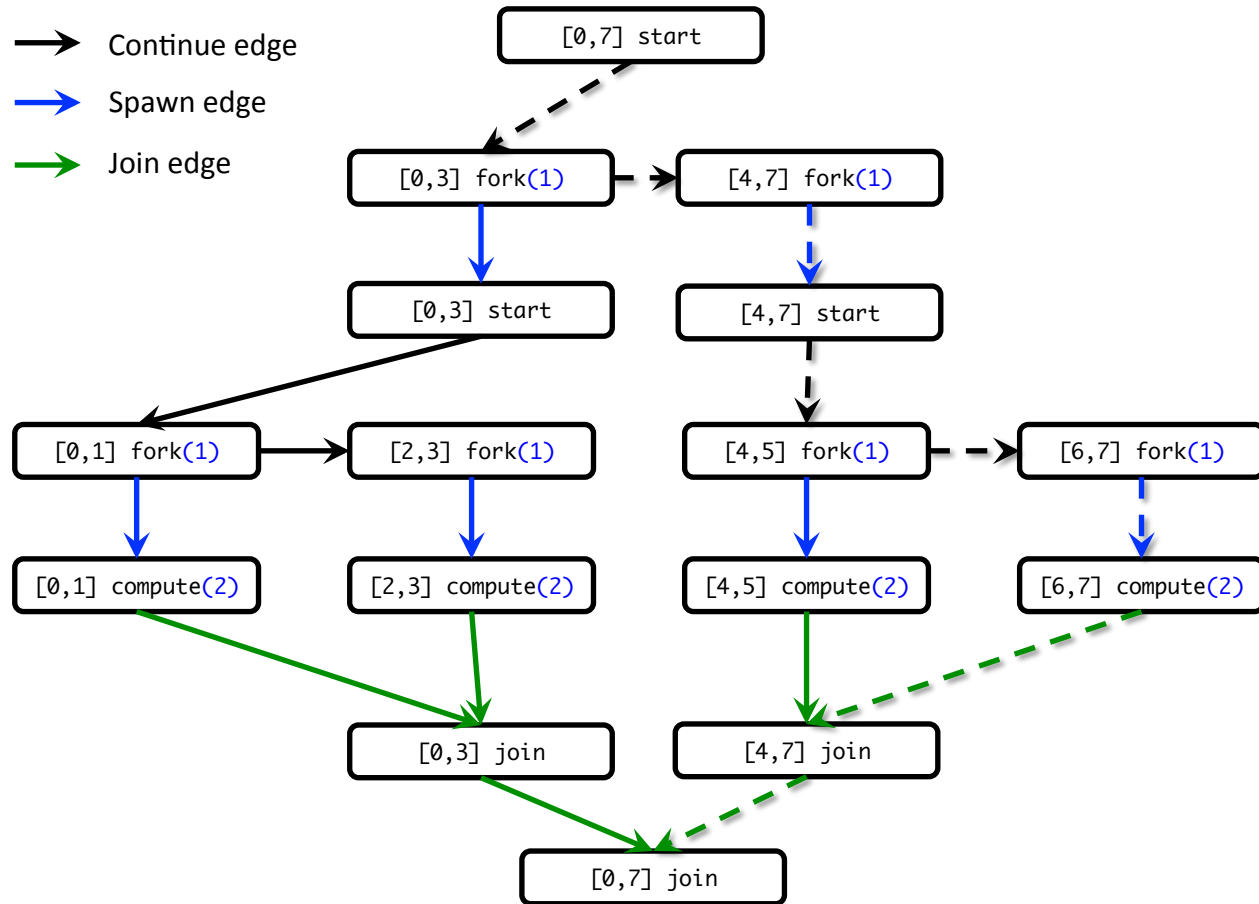 Continue edge
Spawn edge
Join edge
[0,7] start
[0,3] fork(1)
[4,7] fork(1)
[0,3] start
[4,7] start
[0,1] fork(1)
[2,3] fork(1)
[4,5] fork(1)
[6,7] fork(1)
[0,1] compute(2)
[2,3] compute(2)
[4,5] compute(2)
[6,7] compute(2)
[0,3] join
[4,7] join
[0,7] join